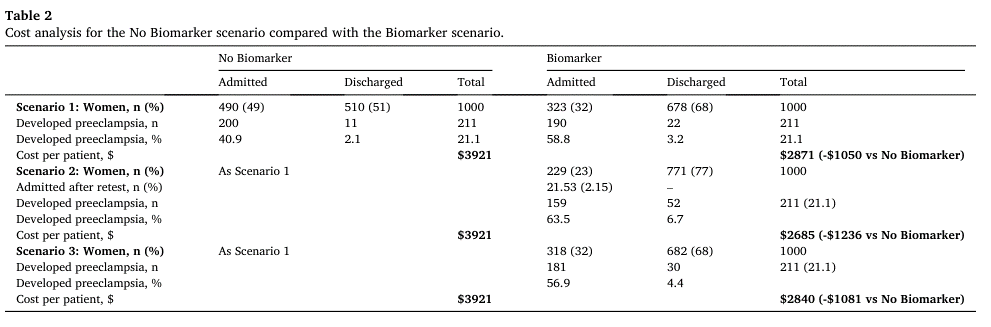 Table 2
Cost analysis for the No Biomarker scenario compared with the Biomarker scenario.
No Biomarker Biomarker
Admitted Discharged Total Admitted Discharged Total
Scenario 1: Women, n (%) 490 (49) 510 (51) 1000 323 (32) 678 (68) 1000
Developed preeclampsia, n 200 11 211 190 22 211
Developed preeclampsia, % 40.9 2.1 21.1 58.8 3.2 21.1
Cost per patient, $ $3921 $2871 (-$1050 vs No Biomarker)
Scenario 2: Women, n (%) As Scenario 1 229 (23) 771 (77) 1000
Admitted after retest, n (%) 21.53 (2.15) –
Developed preeclampsia, n 159 52 211 (21.1)
Developed preeclampsia, % 63.5 6.7
Cost per patient, $ $3921 $2685 (-$1236 vs No Biomarker)
Scenario 3: Women, n (%) As Scenario 1 318 (32) 682 (68) 1000
Developed preeclampsia, n 181 30 211 (21.1)
Developed preeclampsia, % 56.9 4.4
Cost per patient, $ $3921 $2840 (-$1081 vs No Biomarker)